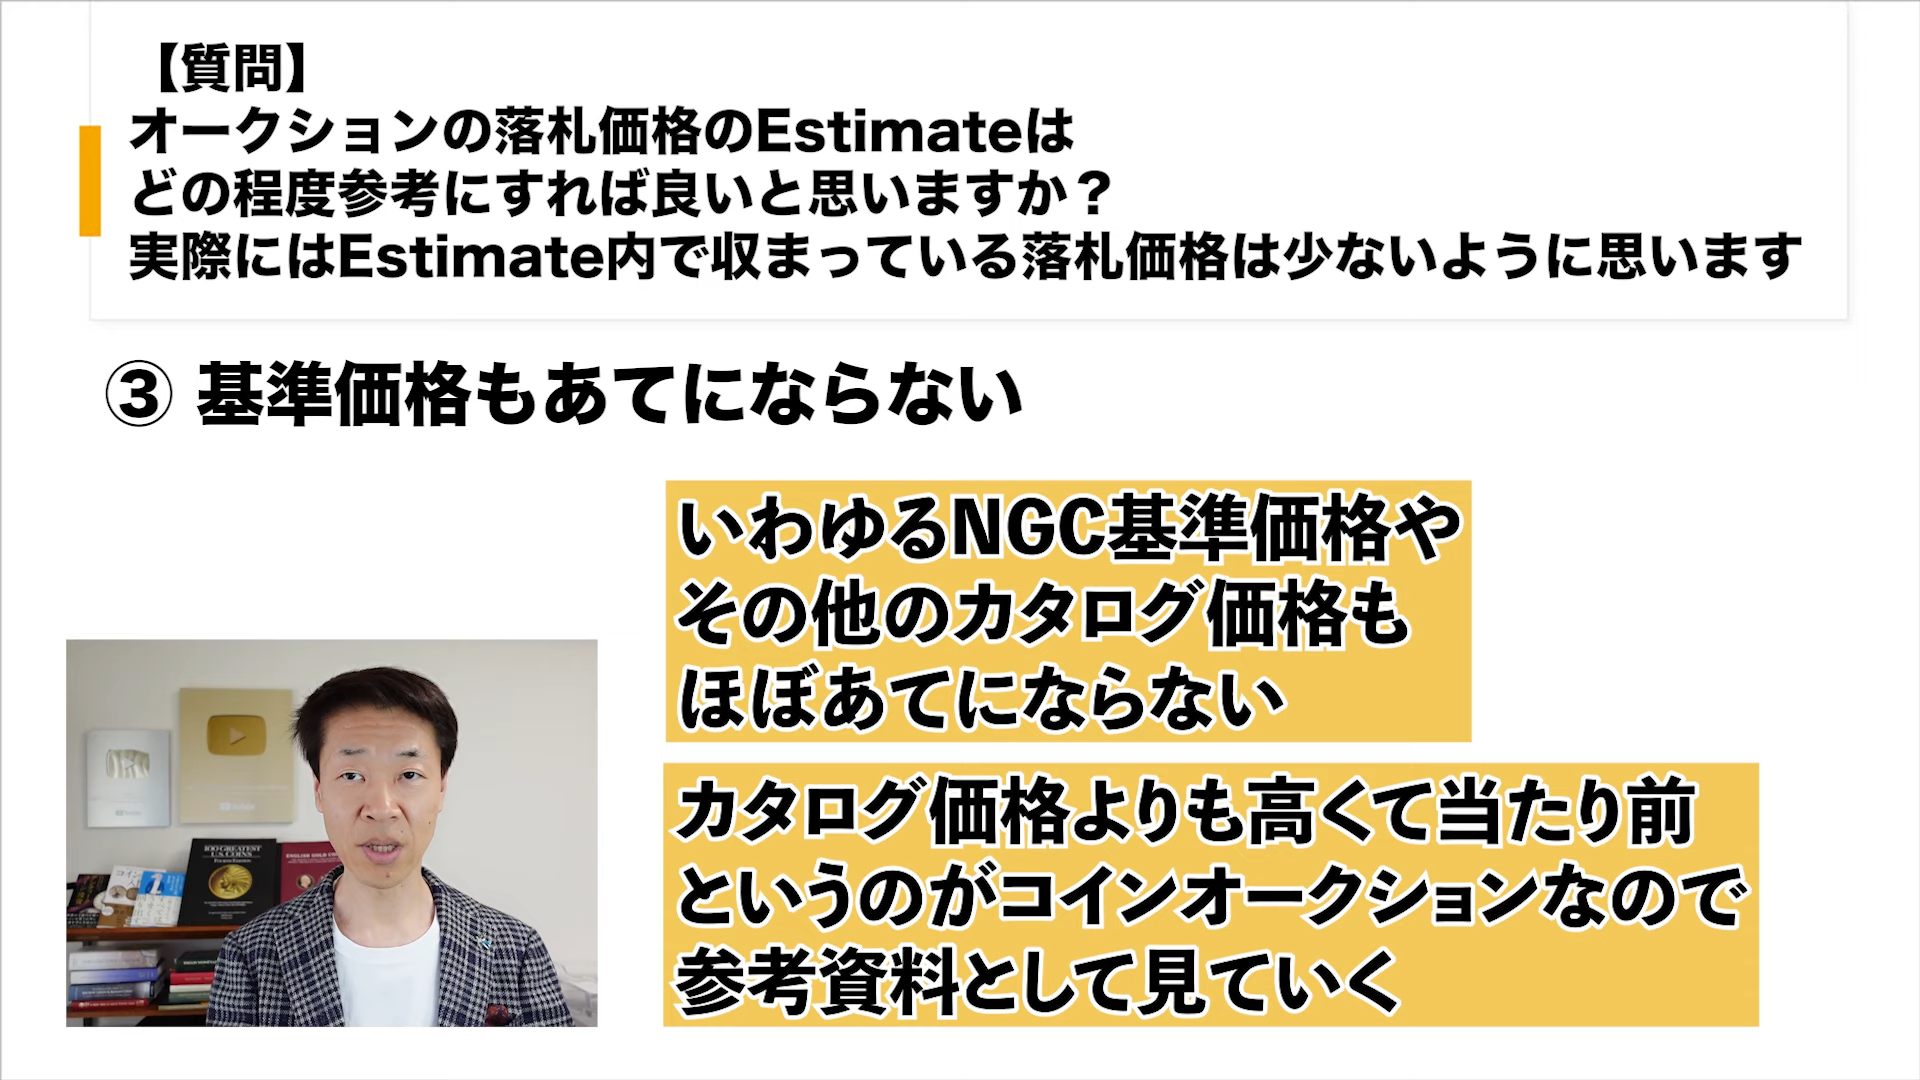 【質問】
オークションの落札価格のEstimateは
どの程度参考にすれば良いと思いますか？
実際にはEstimate内で収まっている落札価格は少ないように思います
③ 基準価格もあてにならない
いわゆるNGC基準価格や
その他のカタログ価格も
ほぼあてにならない
カタログ価格よりも高くて当たり前
というのがコインオークションなので
参考資料として見ていく
100 GREATEST
U.S. COINS
FOURTH EDITION
ENGLISH GOLD CO